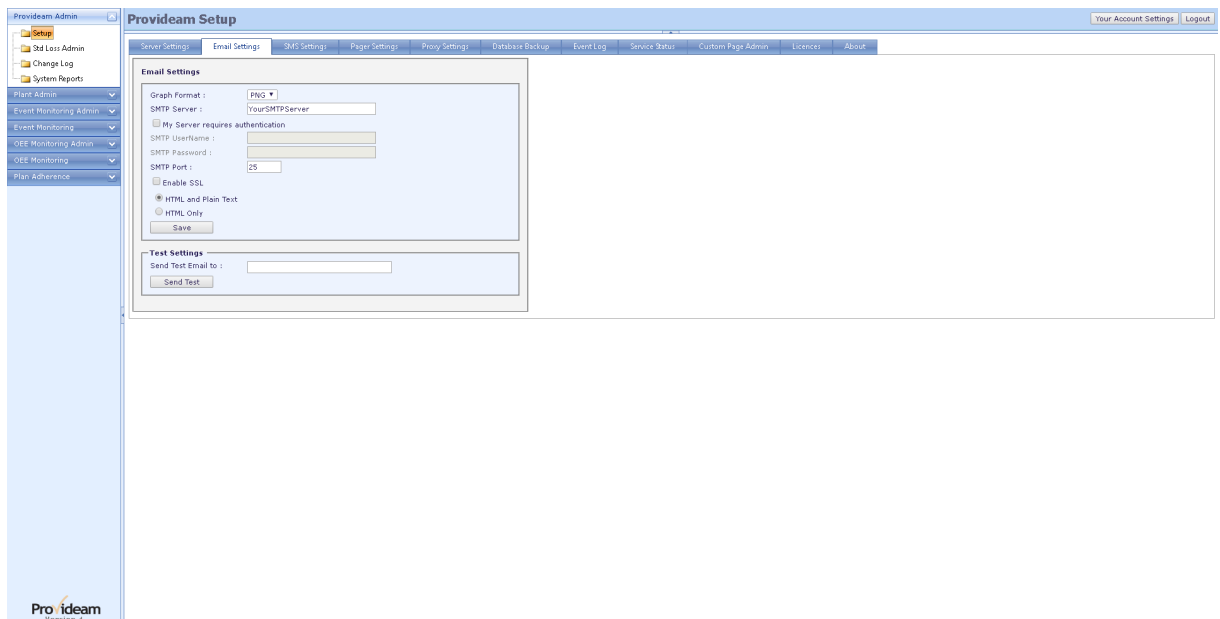 Provideam Admin
Setup
Std Loss Admin
Change Log
System Reports
Plant Admin
Event Monitoring Admin
Event Monitoring
OEE Monitoring Admin
OEE Monitoring
Plan Adherence
Provideam
Version 4
Provideam Setup
Your Account Settings Logout
Server Settings Email Settings SMS Settings Pager Settings Proxy Settings Database Backup Event Log Service Status Custom Page Admin Licences About
Email Settings
Graph Format : PNG
SMTP Server : YourSMTPServer
My Server requires authentication
SMTP UserName :
SMTP Password :
SMTP Port : 25
Enable SSL
HTML and Plain Text
HTML Only
Save
Test Settings
Send Test Email to :
Send Test